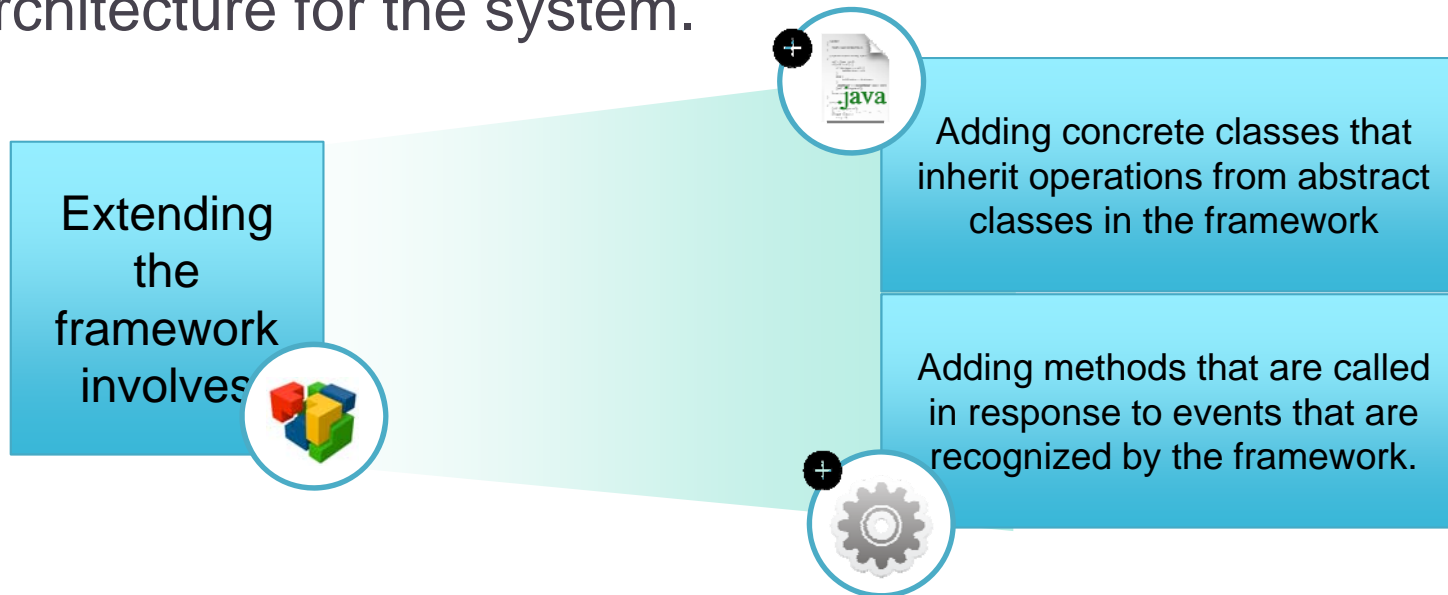 rchitecture for the system.
Extending
the
framework
involves
.java
Adding concrete classes that
inherit operations from abstract
classes in the framework
Adding methods that are called
in response to events that are
recognized by the framework.